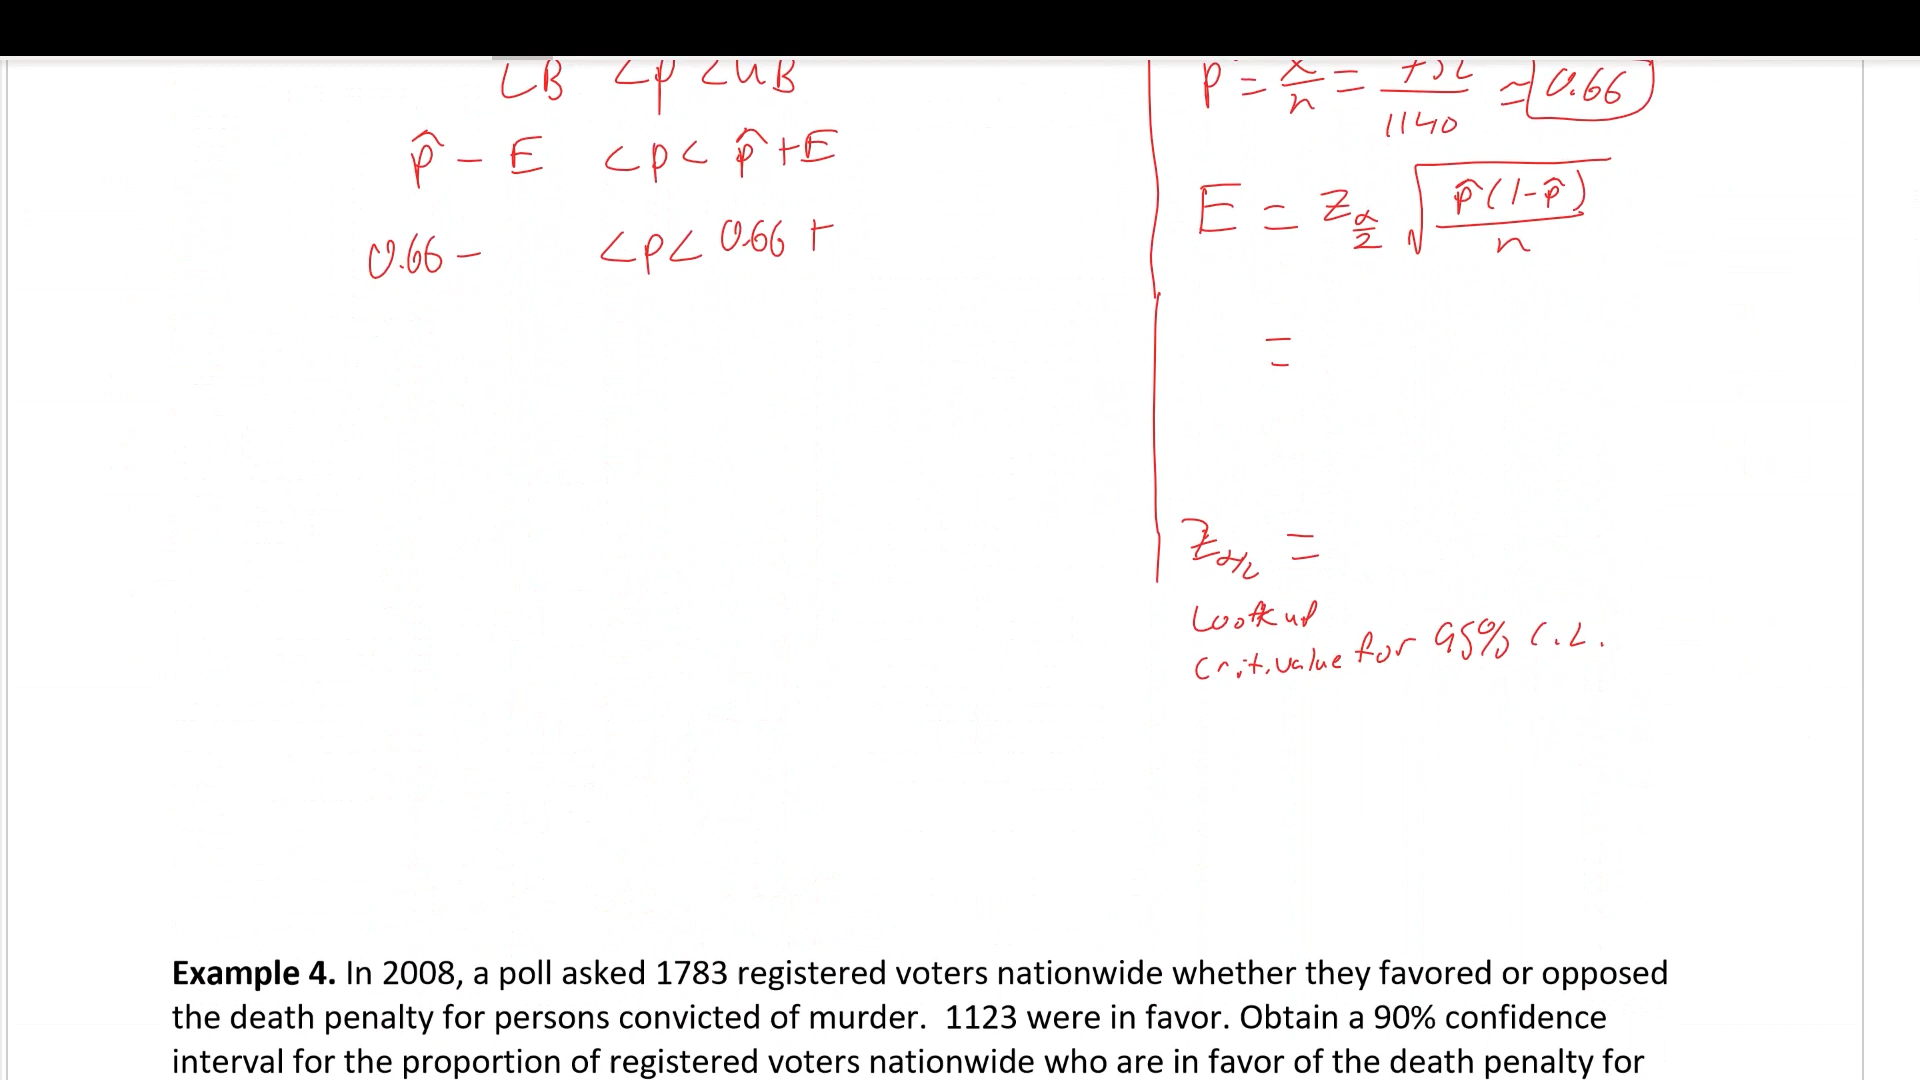 LB < p < UB
p̂ - E < p < p̂ + E
0.66 - < p < 0.66 +
p = x/n = 752/1140 ≈ 0.66
E = z_{α/2} √(p̂(1-p̂)/n)
=
Z_{α/2} =
Look up
Crit. value for 95% C.L.
Example 4. In 2008, a poll asked 1783 registered voters nationwide whether they favored or opposed
the death penalty for persons convicted of murder. 1123 were in favor. Obtain a 90% confidence
interval for the proportion of registered voters nationwide who are in favor of the death penalty for